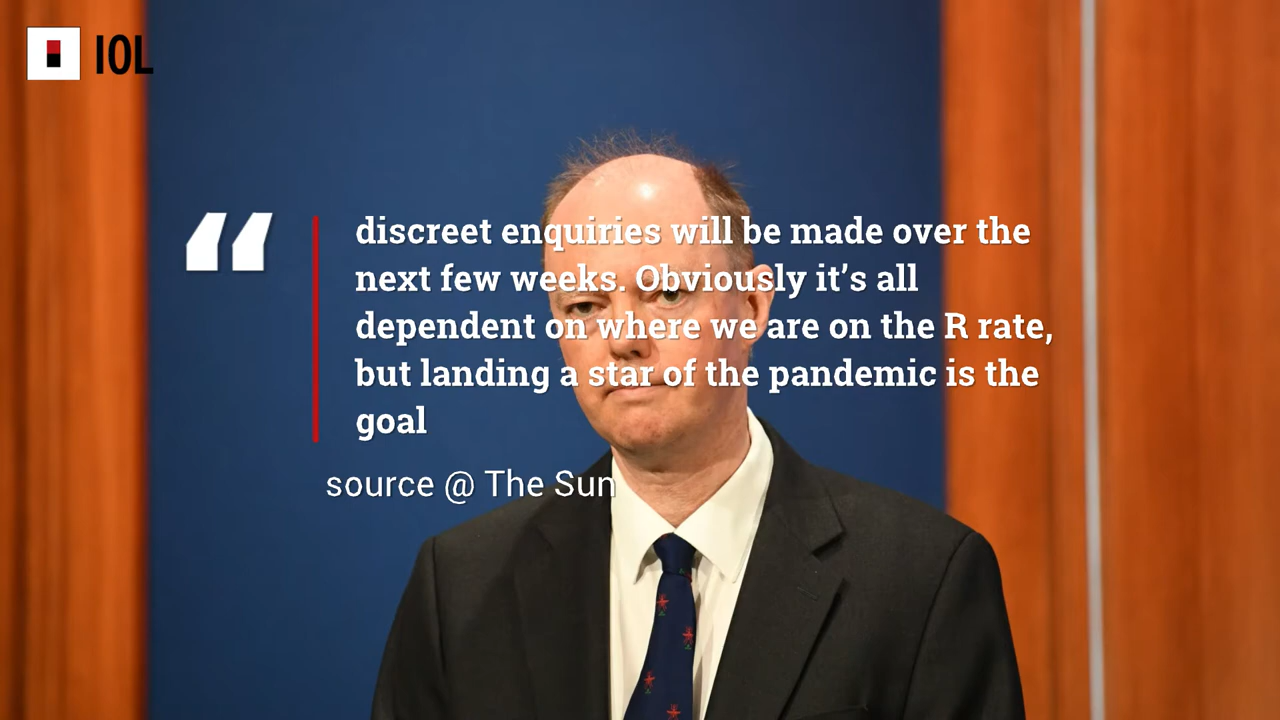 IOL
“
discreet enquiries will be made over the
next few weeks. Obviously it’s all
dependent on where we are on the R rate,
but landing a star of the pandemic is the
goal
source @ The Sun